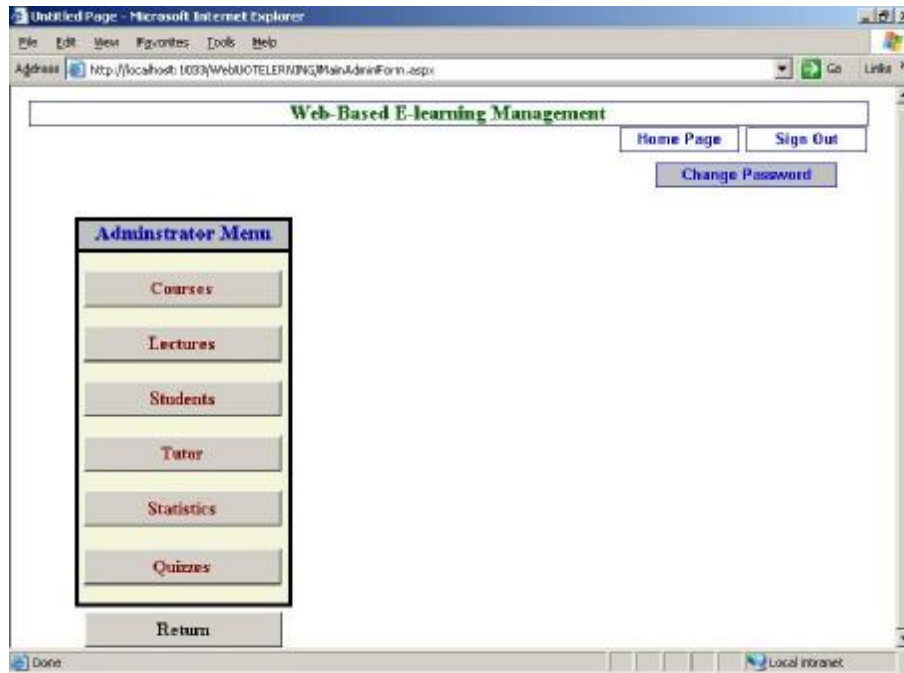 Untitled Page - Microsoft Internet Explorer
File Edit View Favorites Tools Help
Address http://localhost:1033/WebUOTELERNING/MainAdminForm.aspx Go Links
Web-Based E-learning Management
Home Page Sign Out
Change Password
Adminstrator Menu
Courses
Lectures
Students
Tutor
Statistics
Quizzes
Return
Done Local intranet